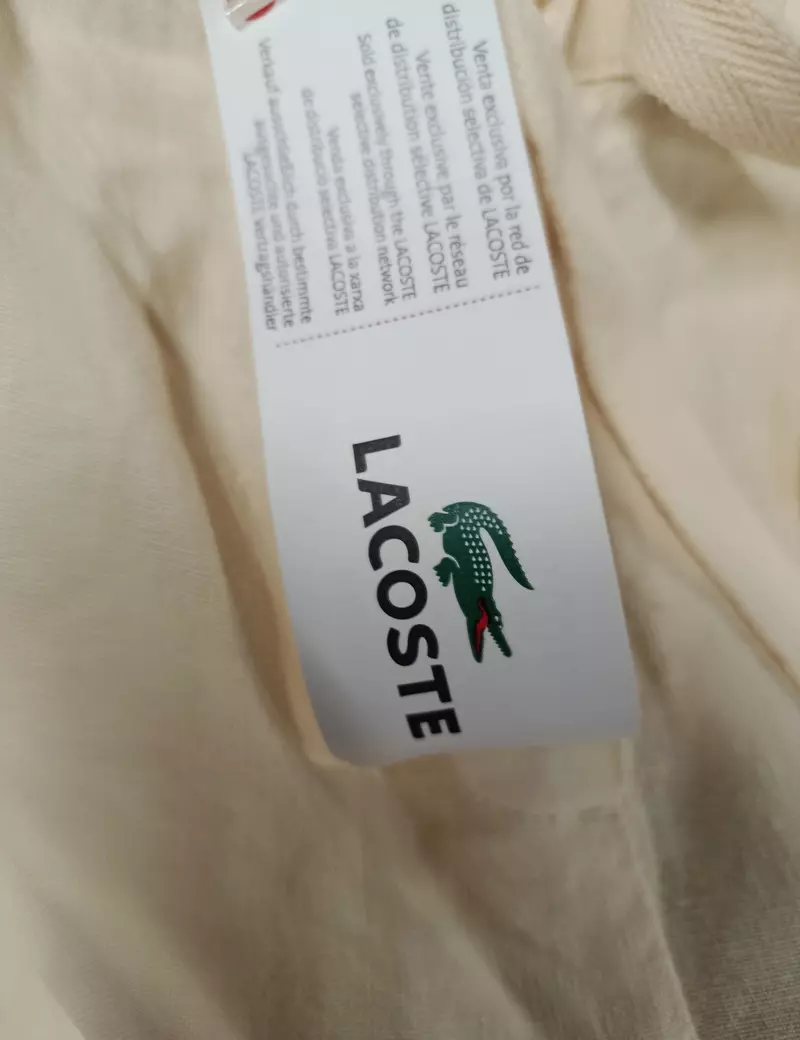 Venta exclusiva por la red de
distribución selectiva de LACOSTE
Vente exclusive par le réseau
de distribution sélective LACOSTE
Sold exclusively through the LACOSTE
selective distribution network
Venda exclusiva a la xarxa
de distribució selectiva LACOSTE
Verkauf ausschließlich durch bestimmte
ausgesuchte und autorisierte
LACOSTE Vertragshändler
LACOSTE